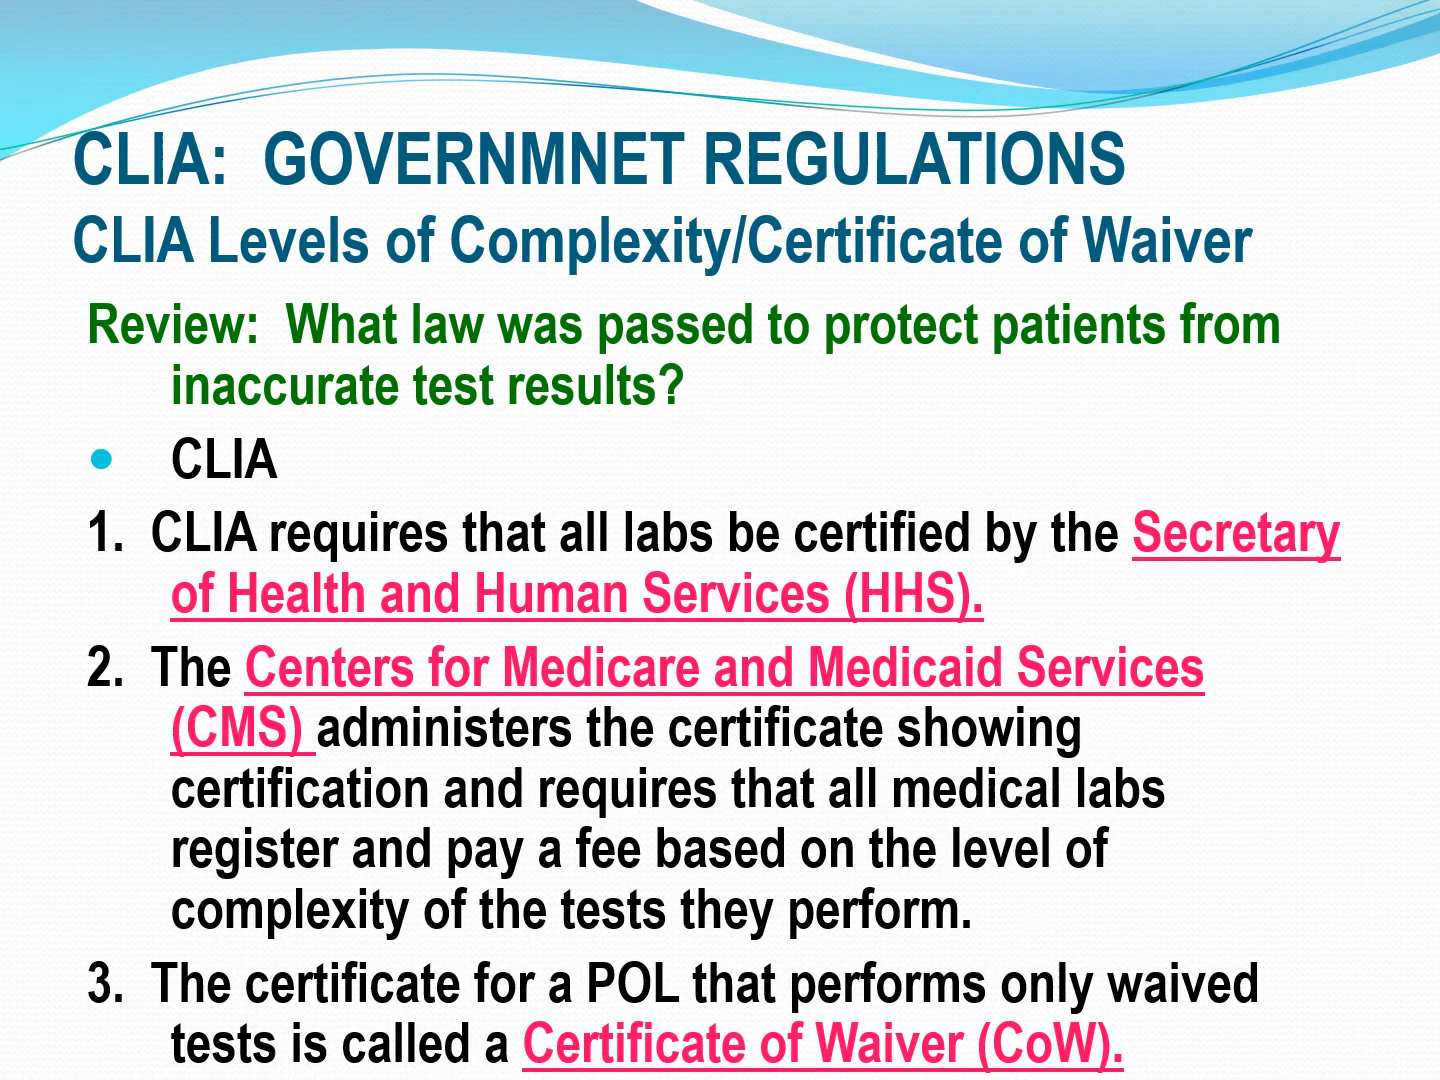 CLIA: GOVERNMNET REGULATIONS
CLIA Levels of Complexity/Certificate of Waiver
Review: What law was passed to protect patients from
inaccurate test results?
• CLIA
1. CLIA requires that all labs be certified by the Secretary
of Health and Human Services (HHS).
2. The Centers for Medicare and Medicaid Services
(CMS) administers the certificate showing
certification and requires that all medical labs
register and pay a fee based on the level of
complexity of the tests they perform.
3. The certificate for a POL that performs only waived
tests is called a Certificate of Waiver (CoW).